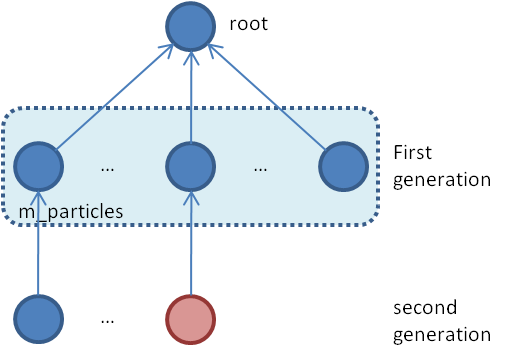 root
...
...
First
generation
m_particles
...
second
generation